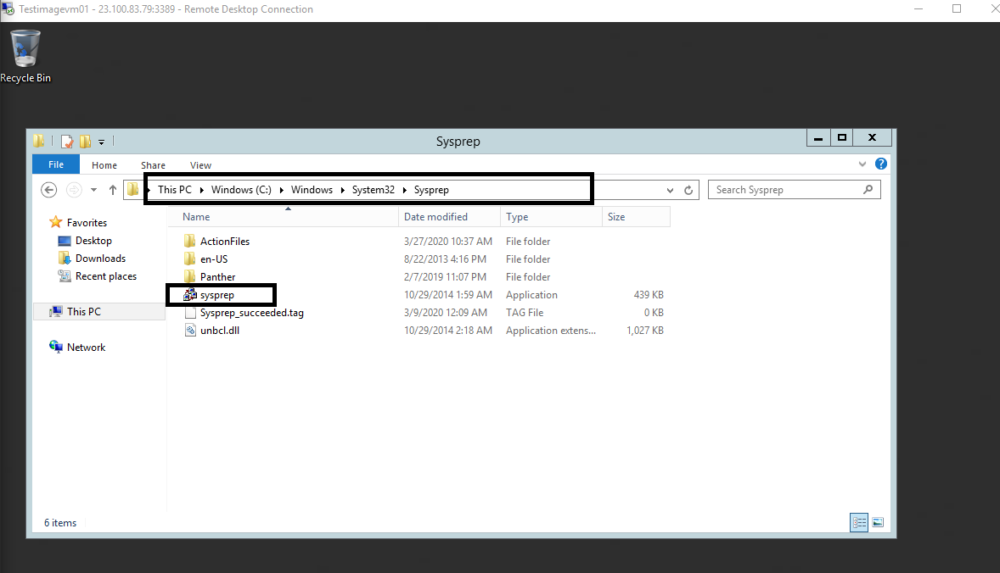 Testimagevm01 - 23.100.83.79:3389 - Remote Desktop Connection
Recycle Bin
Sysprep
File Home Share View
This PC Windows (C:) Windows System32 Sysprep Search Sysprep
Name Date modified Type Size
Favorites
Desktop
Downloads
Recent places
This PC
Network
ActionFiles 3/27/2020 10:37 AM File folder
en-US 8/22/2013 4:16 PM File folder
Panther 2/7/2019 11:07 PM File folder
sysprep 10/29/2014 1:59 AM Application 439 KB
Sysprep_succeeded.tag 3/9/2020 12:09 AM TAG File 0 KB
unbcl.dll 10/29/2014 2:18 AM Application extens... 1,027 KB
6 items